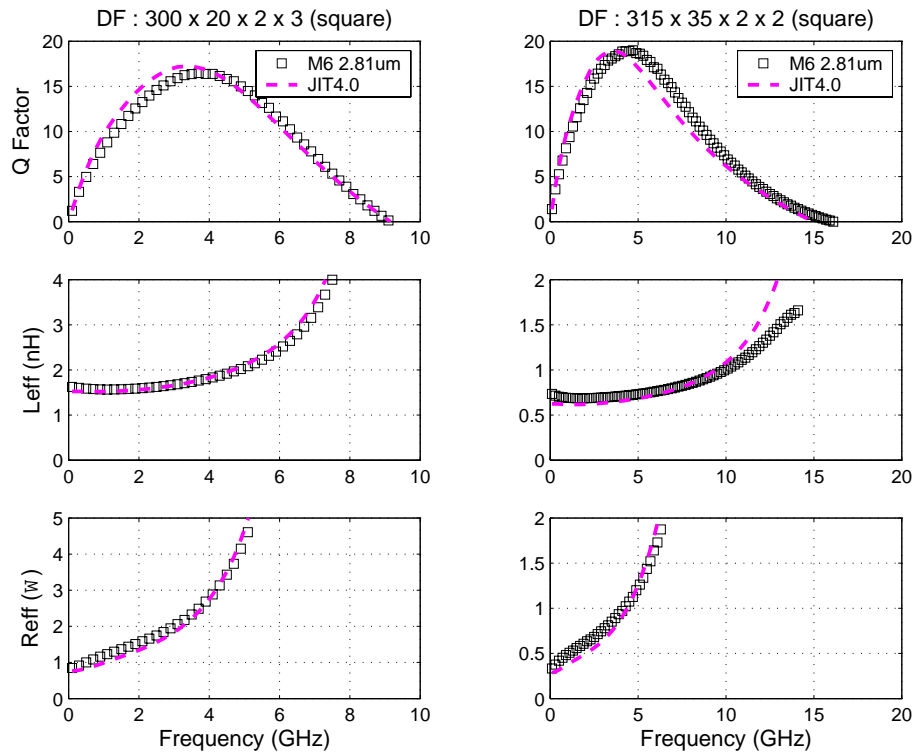 DF : 300 x 20 x 2 x 3 (square)
DF : 315 x 35 x 2 x 2 (square)
Q Factor
20
15
10
5
0
0 2 4 6 8 10
M6 2.81um
JIT4.0
20
15
10
5
0
0 5 10 15 20
M6 2.81um
JIT4.0
Leff (nH)
4
3
2
1
0
0 2 4 6 8 10
2
1.5
1
0.5
0
0 5 10 15 20
Reff (w)
5
4
3
2
1
0
0 2 4 6 8 10
Frequency (GHz)
2
1.5
1
0.5
0
0 5 10 15 20
Frequency (GHz)